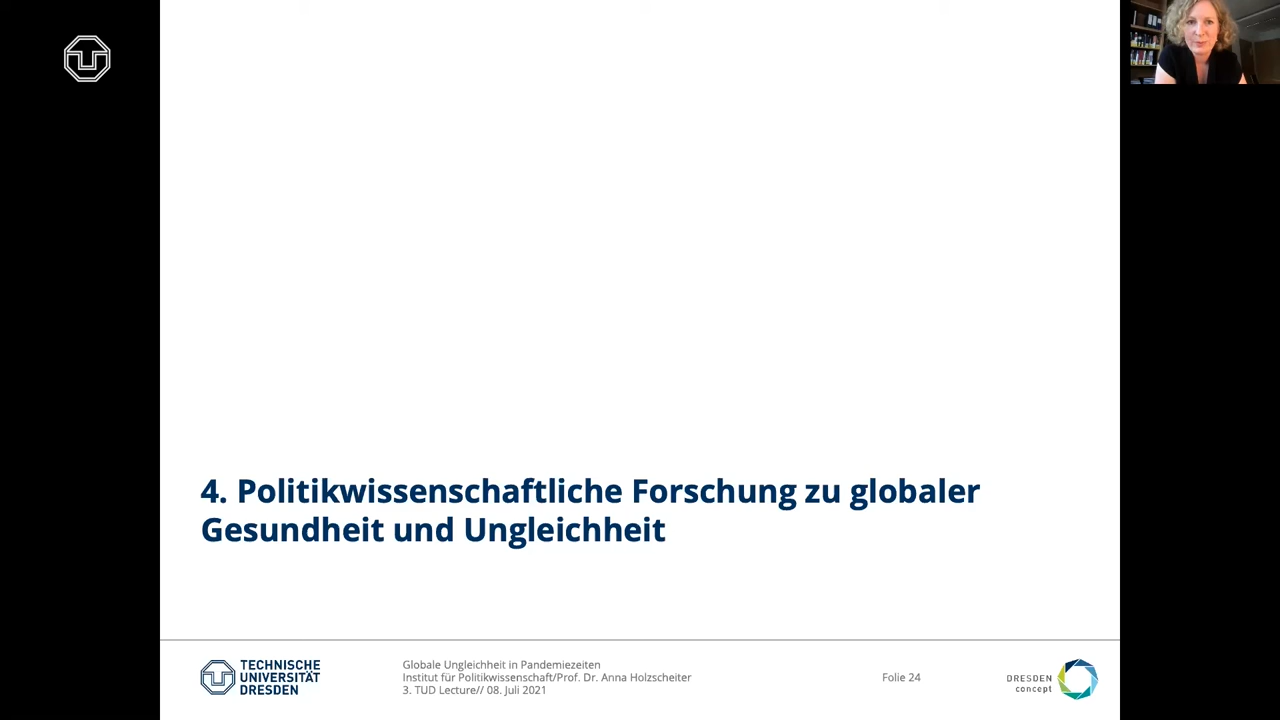 4. Politikwissenschaftliche Forschung zu globaler
Gesundheit und Ungleichheit
TECHNISCHE
UNIVERSITÄT
DRESDEN
Globale Ungleichheit in Pandemiezeiten
Institut für Politikwissenschaft/Prof. Dr. Anna Holzscheiter
3. TUD Lecture// 08. Juli 2021
Folie 24
DRESDEN
concept